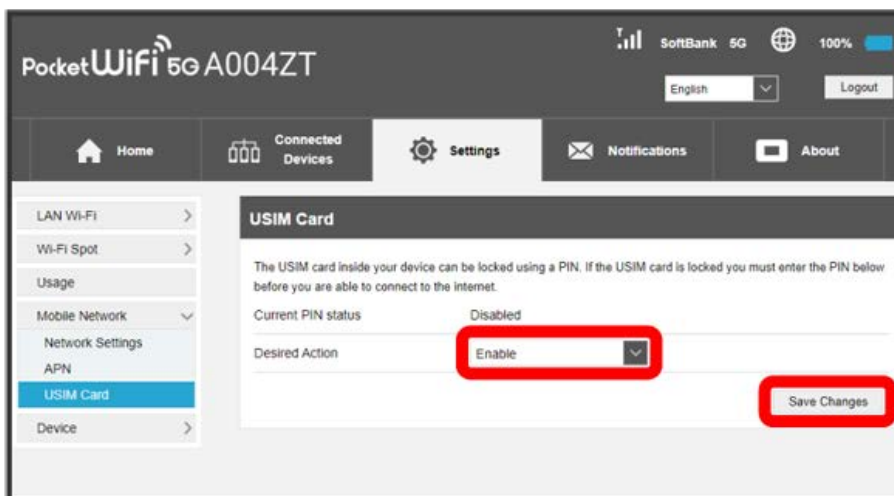 PocketWiFi 5G A004ZT
SoftBank 5G
100%
English
Logout
Home
Connected
Devices
Settings
Notifications
About
LAN Wi-Fi
Wi-Fi Spot
Usage
Mobile Network
Network Settings
APN
USIM Card
Device
USIM Card
The USIM card inside your device can be locked using a PIN. If the USIM card is locked you must enter the PIN below
before you are able to connect to the internet.
Current PIN status Disabled
Desired Action Enable
Save Changes